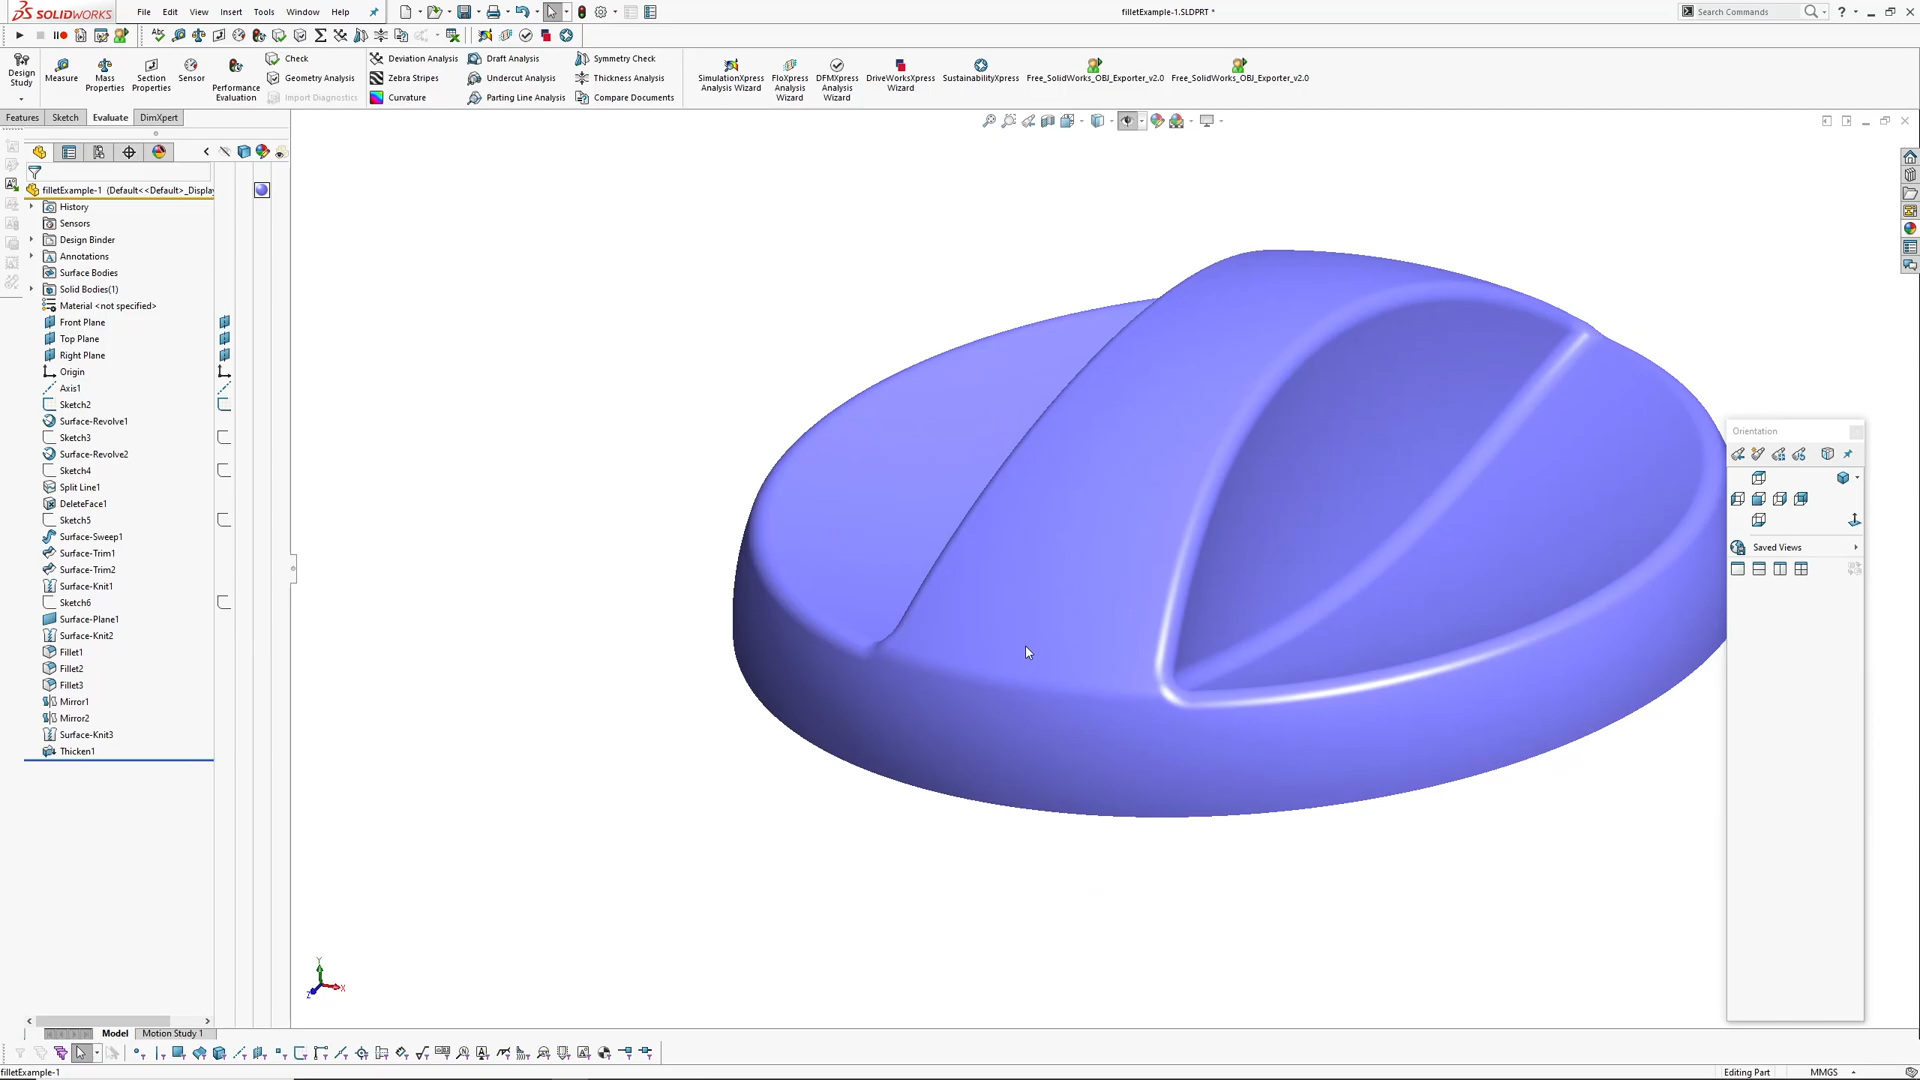 SOLIDWORKS
File Edit View Insert Tools Window Help
filletExample-1.SLDPRT *
Search Commands
Design Study
Measure
Mass Properties
Section Properties
Sensor
Performance Evaluation
Check
Geometry Analysis
Import Diagnostics
Deviation Analysis
Zebra Stripes
Curvature
Draft Analysis
Undercut Analysis
Parting Line Analysis
Symmetry Check
Thickness Analysis
Compare Documents
SimulationXpress Analysis Wizard
FloXpress Analysis Wizard
DFMXpress Analysis Wizard
DriveWorksXpress Wizard
SustainabilityXpress
Free_SolidWorks_OBJ_Exporter_v2.0
Free_SolidWorks_OBJ_Exporter_v2.0
Features Sketch Evaluate DimXpert
filletExample-1 (Default<<Default>_Display
History
Sensors
Design Binder
Annotations
Surface Bodies
Solid Bodies(1)
Material <not specified>
Front Plane
Top Plane
Right Plane
Origin
Axis1
Sketch2
Surface-Revolve1
Sketch3
Surface-Revolve2
Sketch4
Split Line1
DeleteFace1
Sketch5
Surface-Sweep1
Surface-Trim1
Surface-Trim2
Surface-Knit1
Sketch6
Surface-Plane1
Surface-Knit2
Fillet1
Fillet2
Fillet3
Mirror1
Mirror2
Surface-Knit3
Thicken1
Orientation
Saved Views
Y
X
Z
Model Motion Study 1
filletExample-1
Editing Part
MMGS